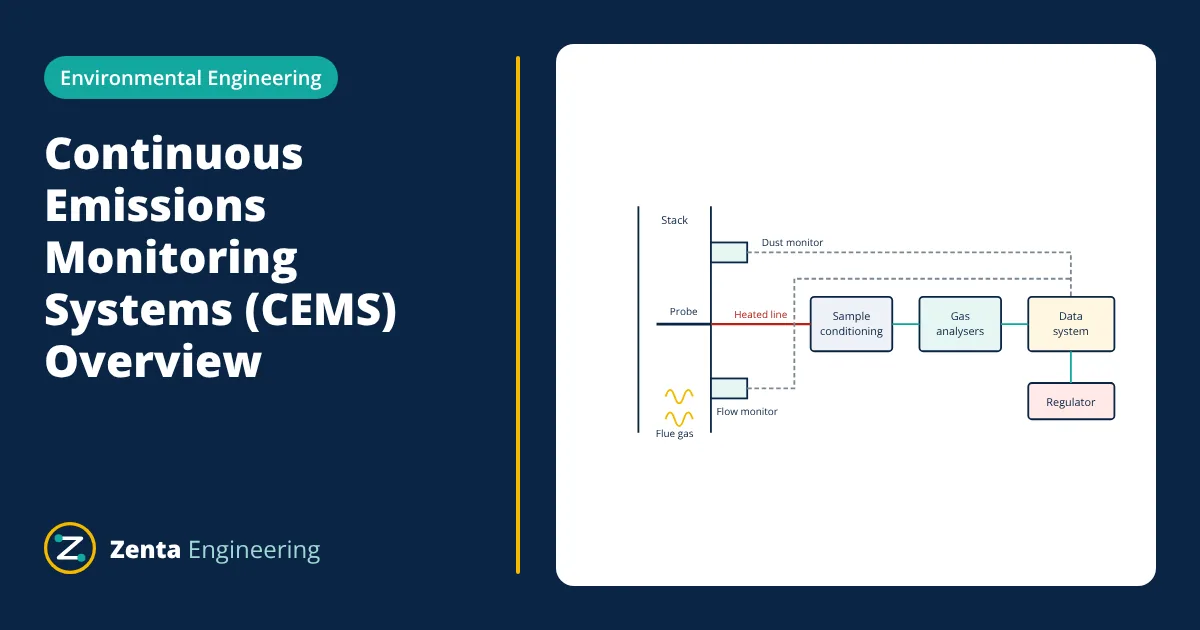 Environmental Engineering
Continuous
Emissions
Monitoring
Systems (CEMS)
Overview
Zenta Engineering
Stack
Dust monitor
Probe
Heated line
Sample
conditioning
Gas
analysers
Data
system
Regulator
Flow monitor
Flue gas